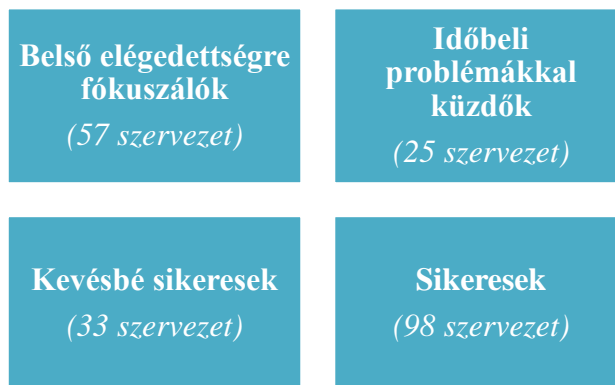 Belső elégedettségre
fókuszálók
(57 szervezet)
Időbeli
problémákkal
küzdők
(25 szervezet)
Kevésbé sikeresek
(33 szervezet)
Sikeresek
(98 szervezet)